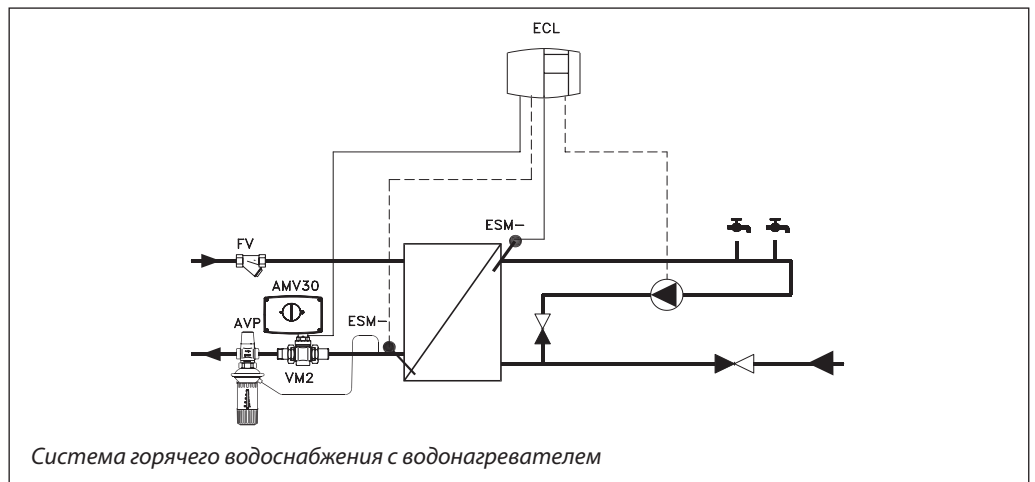 ECL
ESM-
FV
AMV30
AVP
ESM-
VM2
Система горячего водоснабжения с водонагревателем